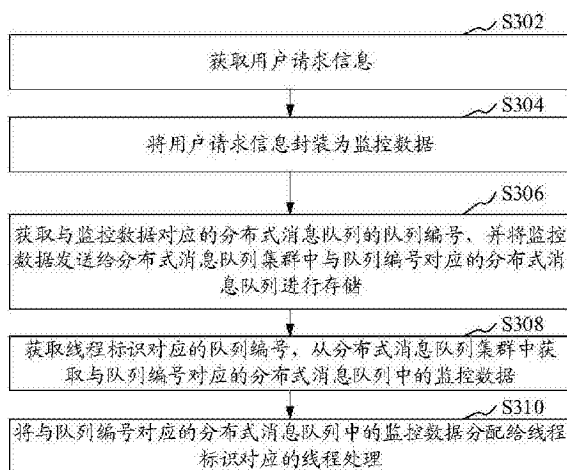 S302
获取用户请求信息
S304
将用户请求信息封装为监控数据
S306
获取与监控数据对应的分布式消息队列的队列编号,并将监控
数据发送给分布式消息队列集群中与队列编号对应的分布式消
息队列进行存储
S308
获取线程标识对应的队列编号,从分布式消息队列集群中获
取与队列编号对应的分布式消息队列中的监控数据
S310
将与队列编号对应的分布式消息队列中的监控数据分配给线程
标识对应的线程处理